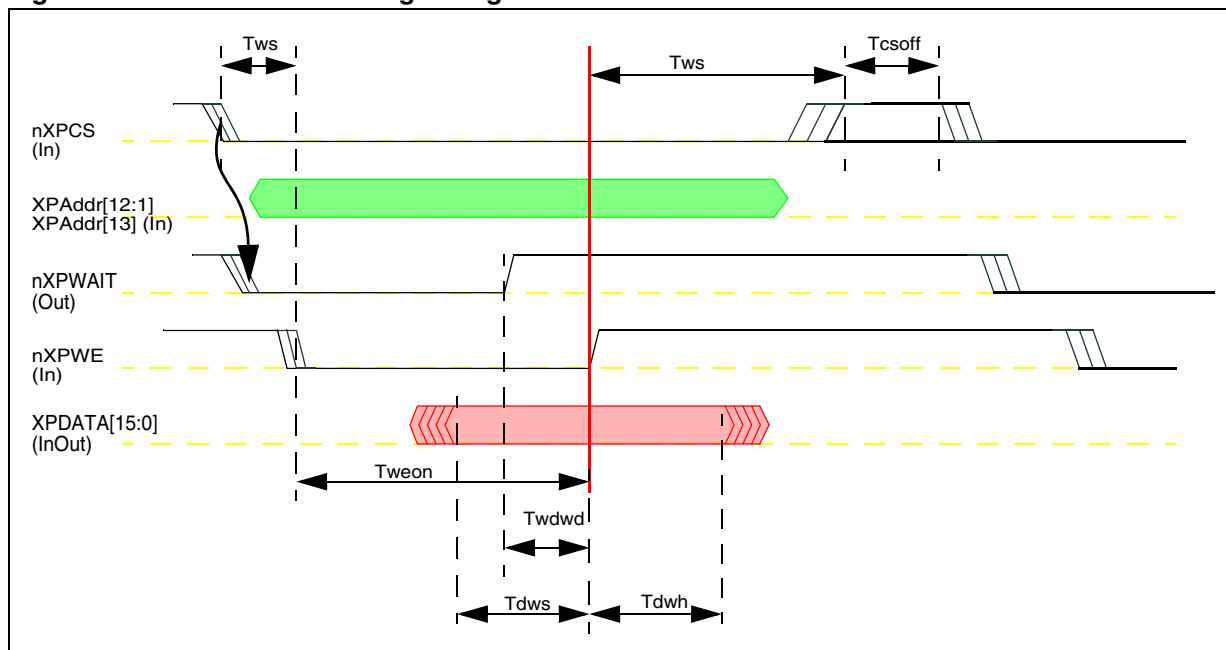 Tws
Tws
Tcsoff
nXPCS
(In)
XPAddr[12:1]
XPAddr[13] (In)
nXPWAIT
(Out)
nXPWE
(In)
XPDATA[15:0]
(InOut)
Tweon
Twdwd
Tdws
Tdwh